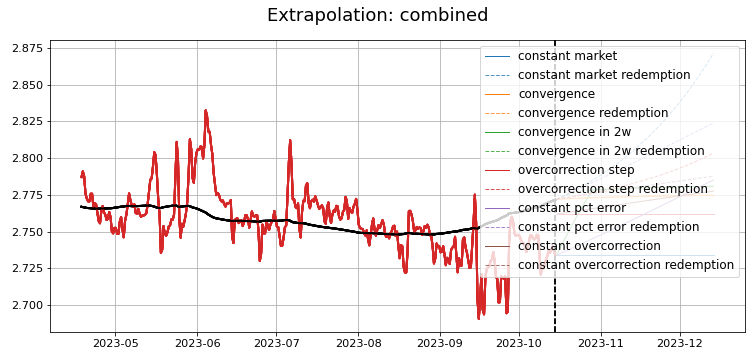 Extrapolation: combined
2.875
2.850
2.825
2.800
2.775
2.750
2.725
2.700
constant market
constant market redemption
convergence
convergence redemption
convergence in 2w
convergence in 2w redemption
overcorrection step
overcorrection step redemption
constant pct error
constant pct error redemption
constant overcorrection
constant overcorrection redemption
2023-05
2023-06
2023-07
2023-08
2023-09
2023-10
2023-11
2023-12